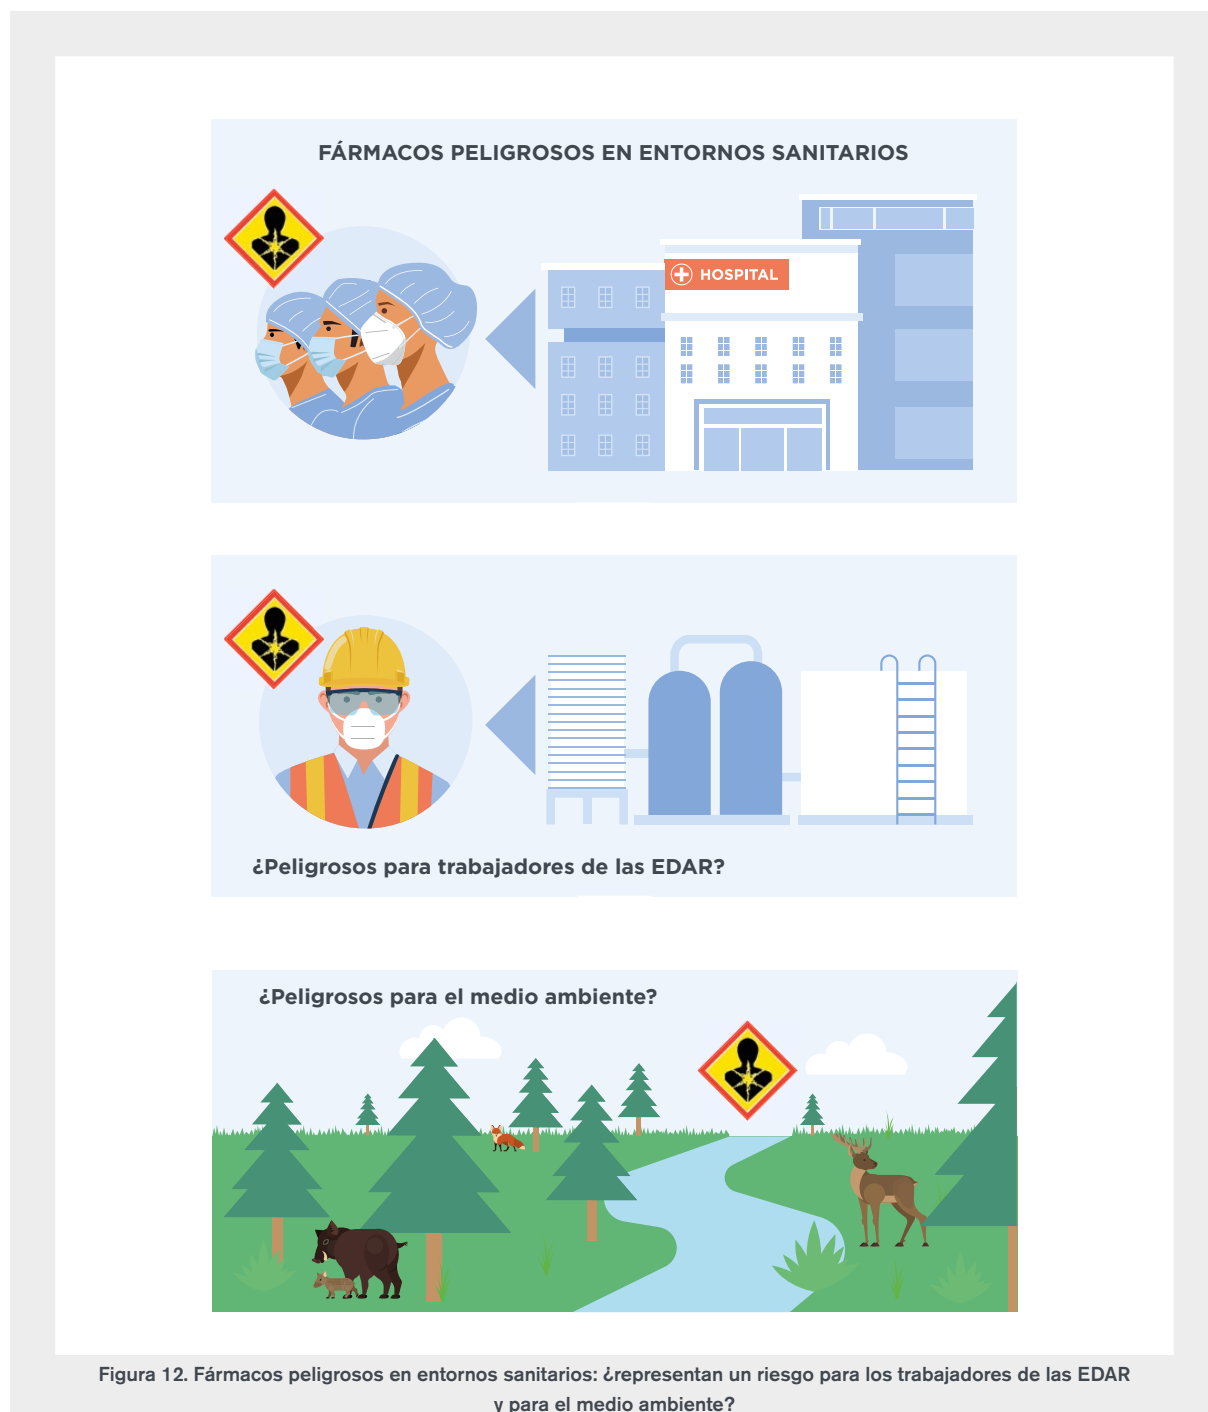 FÁRMACOS PELIGROSOS EN ENTORNOS SANITARIOS
HOSPITAL
¿Peligrosos para trabajadores de las EDAR?
¿Peligrosos para el medio ambiente?
Figura 12. Fármacos peligrosos en entornos sanitarios: ¿representan un riesgo para los trabajadores de las EDAR
y para el medio ambiente?